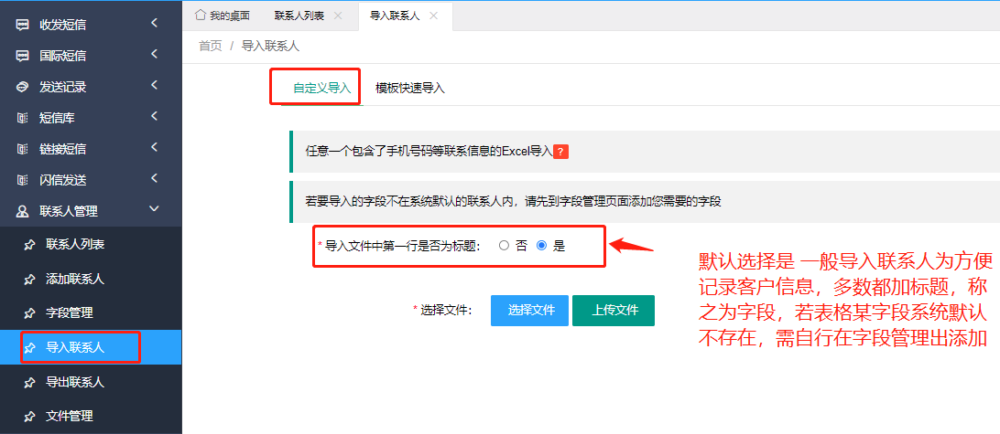 收发短信
国际短信
发送记录
短信库
链接短信
闪信发送
联系人管理
联系人列表
添加联系人
字段管理
导入联系人
导出联系人
文件管理
我的桌面 联系人列表 导入联系人
首页 / 导入联系人
自定义导入 模板快速导入
任意一个包含了手机号码等联系信息的Excel导入?
若要导入的字段不在系统默认的联系人内，请先到字段管理页面添加您需要的字段
* 导入文件中第一行是否为标题： 否 是
* 选择文件： 选择文件 上传文件
默认选择是 一般导入联系人为方便
记录客户信息，多数都加标题，称
之为字段，若表格某字段系统默认
不存在，需自行在字段管理出添加